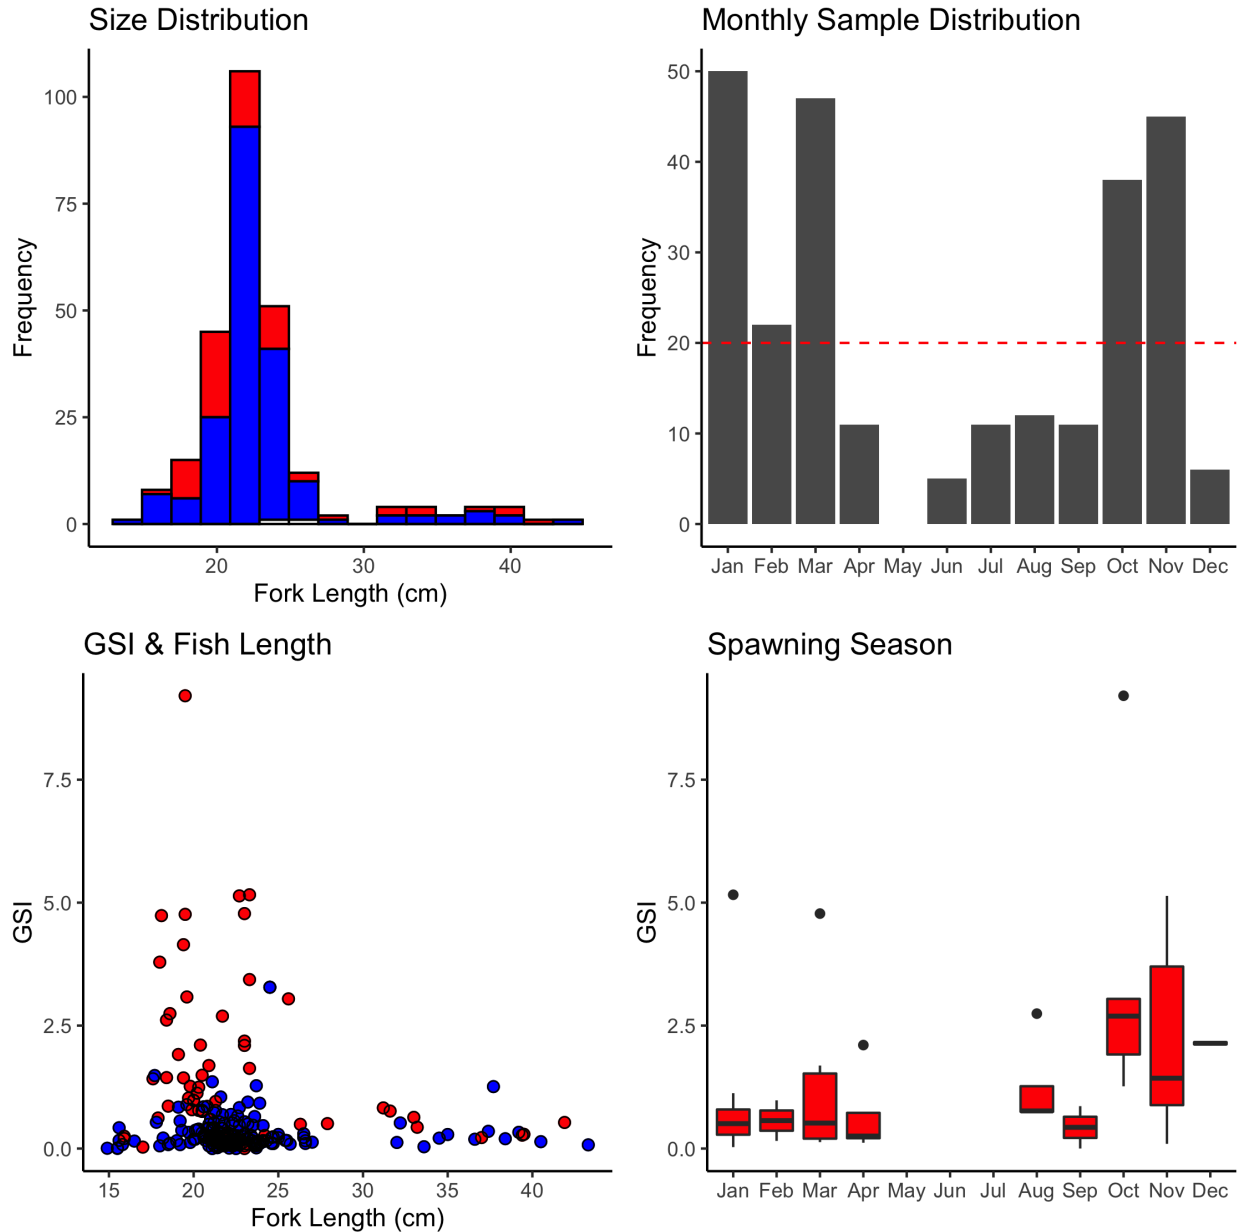 Size Distribution
Frequency
100
75
50
25
0
20 30 40
Fork Length (cm)
Monthly Sample Distribution
Frequency
50
40
30
20
10
0
Jan Feb Mar Apr May Jun Jul Aug Sep Oct Nov Dec
GSI & Fish Length
GSI
7.5
5.0
2.5
0.0
15 20 25 30 35 40
Fork Length (cm)
Spawning Season
GSI
7.5
5.0
2.5
0.0
Jan Feb Mar Apr May Jun Jul Aug Sep Oct Nov Dec